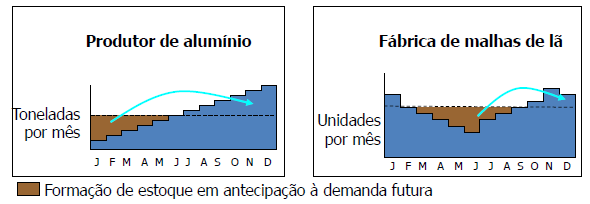 Produtor de alumínio
Toneladas
por mês
J F M A M J J A S O N D
Fábrica de malhas de lã
Unidades
por mês
J F M A M J J A S O N D
Formação de estoque em antecipação à demanda futura